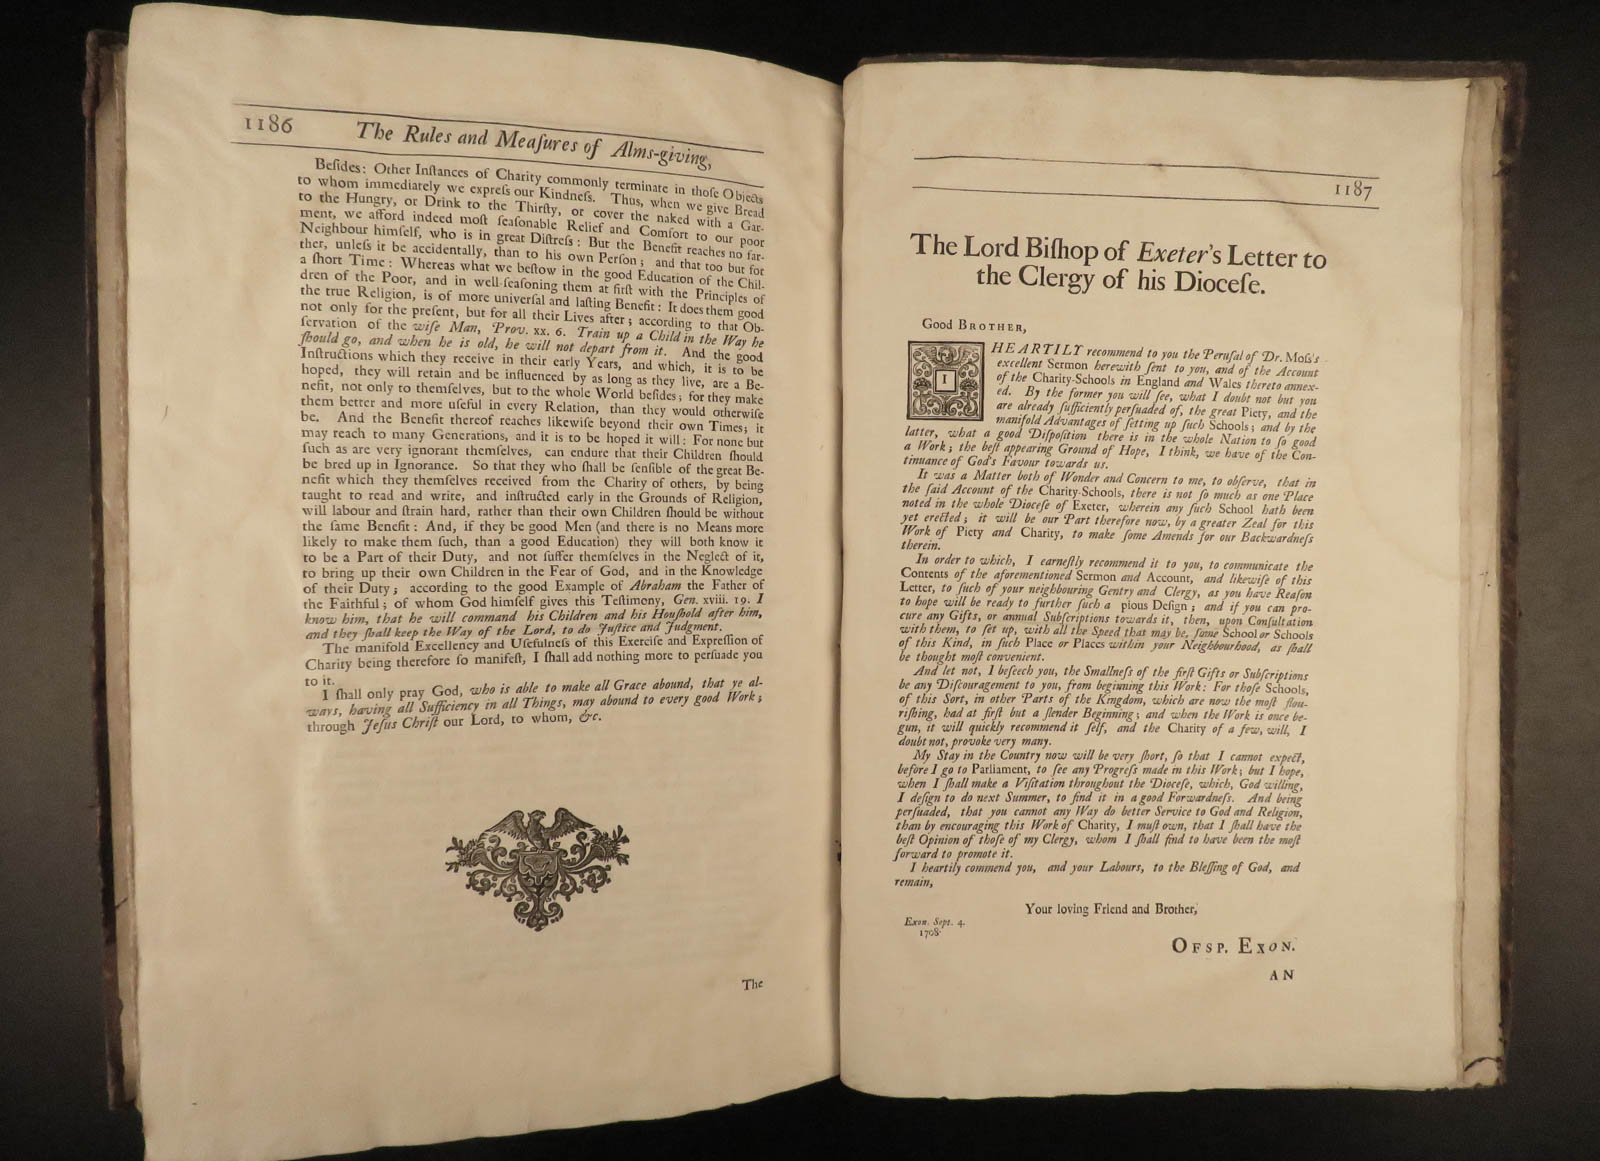 1186 The Rules and Meaſures of Alms-giving,
Beſides: Other Inſtances of Charity commonly terminate in thoſe Objects
to whom immediately we expreſs our Kindneſs. Thus, when we give Bread
to the Hungry, or Drink to the Thirſty, or cover the naked with a Gar-
ment, we afford indeed moſt ſeaſonable Relief and Comfort to our poor
Neighbour himſelf, who is in great Diſtreſs: But the Benefit reaches no far-
ther, unleſs it be accidentally, than to his own Perſon; and that too but for
a ſhort Time: Whereas what we beſtow in the good Education of the Chil-
dren of the Poor, and in well-ſeaſoning them at firſt with the Principles of
the true Religion, is of more univerſal and laſting Benefit: It does them good
not only for the preſent, but for all their Lives after; according to that Ob-
ſervation of the wiſe Man, Prov. xx. 6. Train up a Child in the Way he
ſhould go, and when he is old, he will not depart from it. And the good
Inſtructions which they receive in their early Years, and which, it is to be
hoped, they will retain and be influenced by as long as they live, are a Be-
nefit, not only to themſelves, but to the whole World beſides; for they make
them better and more uſeful in every Relation, than they would otherwiſe
be. And the Benefit thereof reaches likewiſe beyond their own Times; it
may reach to many Generations, and it is to be hoped it will: For none but
ſuch as are very ignorant themſelves, can endure that their Children ſhould
be bred up in Ignorance. So that they who ſhall be ſenſible of the great Be-
nefit which they themſelves received from the Charity of others, by being
taught to read and write, and inſtructed early in the Grounds of Religion,
will labour and ſtrain hard, rather than their own Children ſhould be without
the ſame Benefit: And, if they be good Men (and there is no Means more
likely to make them ſuch, than a good Education) they will both know it
to be a Part of their Duty, and not ſuffer themſelves in the Neglect of it,
to bring up their own Children in the Fear of God, and in the Knowledge
of their Duty; according to the good Example of Abraham the Father of
the Faithful; of whom God himſelf gives this Teſtimony, Gen. xviii. 19. I
know him, that he will command his Children and his Houſhold after him,
and they ſhall keep the Way of the Lord, to do Juſtice and Judgment.
The manifold Excellency and Uſefulneſs of this Exerciſe and Expreſſion of
Charity being therefore ſo manifeſt, I ſhall add nothing more to perſuade you
to it.
I ſhall only pray God, who is able to make all Grace abound, that ye al-
ways, having all Sufficiency in all Things, may abound to every good Work;
through Jeſus Chriſt our Lord, to whom, &c.
The
1187
The Lord Biſhop of Exeter's Letter to
the Clergy of his Dioceſe.
Good BROTHER,
I HEARTILY recommend to you the Peruſal of Dr. Moſs's
excellent Sermon herewith ſent to you, and of the Account
of the Charity-Schools in England and Wales thereto annex-
ed. By the former you will ſee, what I doubt not but you
are already ſufficiently perſuaded of, the great Piety, and the
manifold Advantages of ſetting up ſuch Schools; and by the
latter, what a good Diſpoſition there is in the whole Nation to ſo good
a Work; the beſt appearing Ground of Hope, I think, we have of the Con-
tinuance of God's Favour towards us.
It was a Matter both of Wonder and Concern to me, to obſerve, that in
the ſaid Account of the Charity-Schools, there is not ſo much as one Place
noted in the whole Dioceſe of Exeter, wherein any ſuch School hath been
yet erected; it will be our Part therefore now, by a greater Zeal for this
Work of Piety and Charity, to make ſome Amends for our Backwardneſs
therein.
In order to which, I earneſtly recommend it to you, to communicate the
Contents of the aforementioned Sermon and Account, and likewiſe of this
Letter, to ſuch of your neighbouring Gentry and Clergy, as you have Reaſon
to hope will be ready to further ſuch a pious Deſign; and if you can pro-
cure any Gifts, or annual Subſcriptions towards it, then, upon Conſultation
with them, to ſet up, with all the Speed that may be, ſome School or Schools
of this Kind, in ſuch Place or Places within your Neighbourhood, as ſhall
be thought moſt convenient.
And let not, I beſeech you, the Smallneſs of the firſt Gifts or Subſcriptions
be any Diſcouragement to you, from beginning this Work: For thoſe Schools,
of this Sort, in other Parts of the Kingdom, which are now the moſt flou-
riſhing, had at firſt but a ſlender Beginning; and when the Work is once be-
gun, it will quickly recommend it ſelf, and the Charity of a few, will, I
doubt not, provoke very many.
My Stay in the Country now will be very ſhort, ſo that I cannot expect,
before I go to Parliament, to ſee any Progreſs made in this Work; but I hope,
when I ſhall make a Viſitation throughout the Dioceſe, which, God willing,
I deſign to do next Summer, to find it in a good Forwardneſs. And being
perſuaded, that you cannot any Way do better Service to God and Religion,
than by encouraging this Work of Charity, I muſt own, that I ſhall have the
beſt Opinion of thoſe of my Clergy, whom I ſhall find to have been the moſt
forward to promote it.
I heartily commend you, and your Labours, to the Bleſſing of God, and
remain,
Your loving Friend and Brother,
Exon. Sept. 4.
1708.
OFSP. EXON.
AN